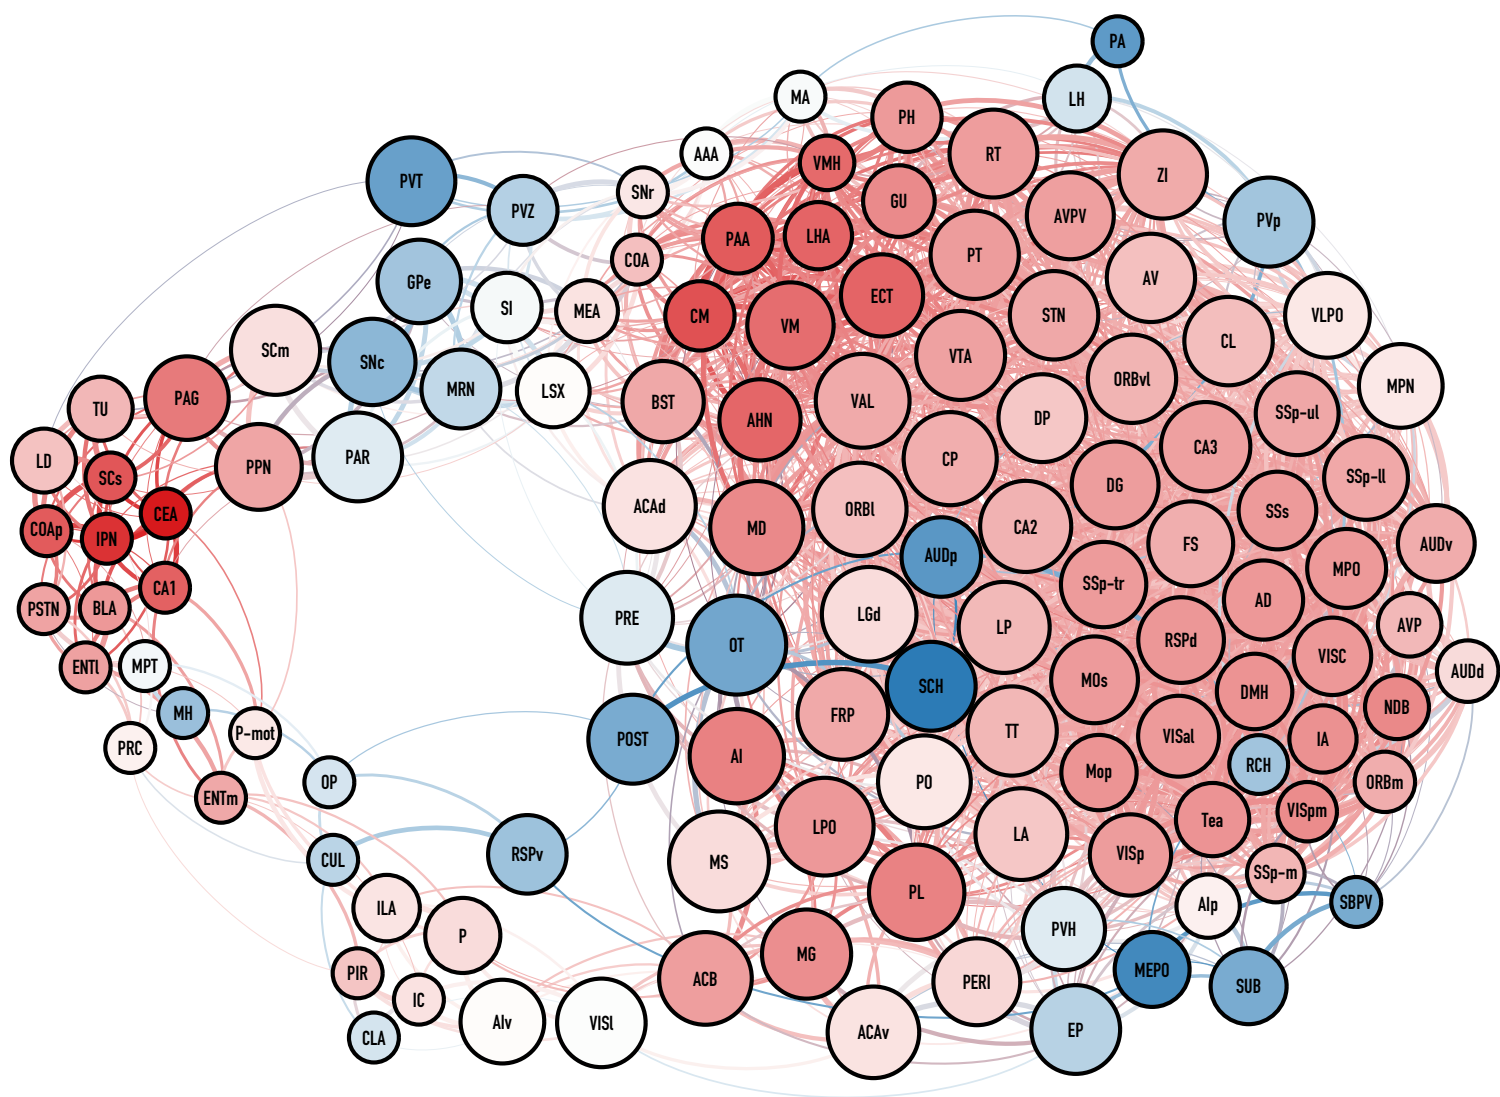 PA
MA
LH
PH
AAA
RT
VMH
ZI
PVT
SNr
GU
PVZ
AVPV
PVp
PAA
LHA
COA
PT
GPe
AV
ECT
SI
MEA
CM
VM
STN
VLPO
SCm
CL
VTA
SNc
ORBvl
MPN
MRN
LSX
PAG
BST
VAL
TU
AHN
DP
SSp-ul
CA3
PAR
CP
LD
PPN
SCs
DG
SSp-ll
ACAd
ORBl
SSs
CEA
MD
CA2
COAp
IPN
FS
AUDv
AUDp
MPO
CA1
SSp-tr
AD
PSTN
BLA
LGd
PRE
LP
AVP
RSPd
OT
VISC
ENTl
MPT
AUDd
SCH
MOs
DMH
NDB
MH
FRP
TT
P-mot
VISal
IA
POST
PRC
AI
RCH
Mop
OP
PO
ORBm
ENTm
VISpm
Tea
LPO
LA
RSPv
VISp
CUL
MS
SSp-m
PL
SBPV
AIp
ILA
PVH
P
MG
MEPO
PIR
ACB
PERI
SUB
IC
AIv
VISl
EP
ACAv
CLA